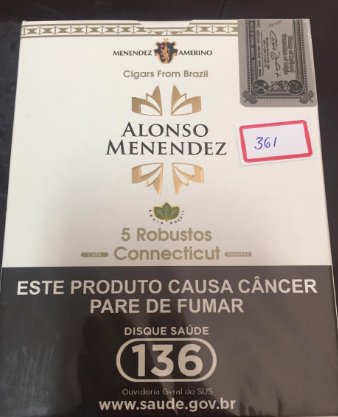 MENENDEZ AMERINO
Cigars From Brazil
ALONSO
MENENDEZ
361
5 Robustos
Connecticut
ESTE PRODUTO CAUSA CÂNCER
PARE DE FUMAR
DISQUE SAÚDE
136
Ouvidoria Geral do SUS
www.saude.gov.br